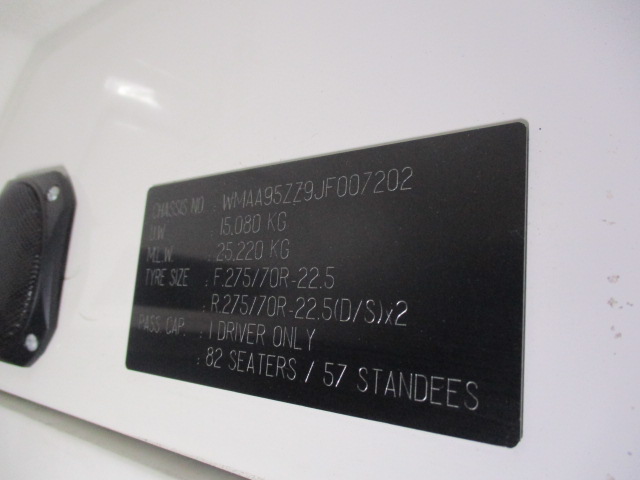 CHASSIS NO : WMAA95ZZ9JF007202
U.W. : 15,080 KG
M.L.W. : 25,220 KG
TYRE SIZE : F.275/70R-22.5
: R.275/70R-22.5(D/S)x2
PASS. CAP. : 1 DRIVER ONLY
: 82 SEATERS / 57 STANDEES